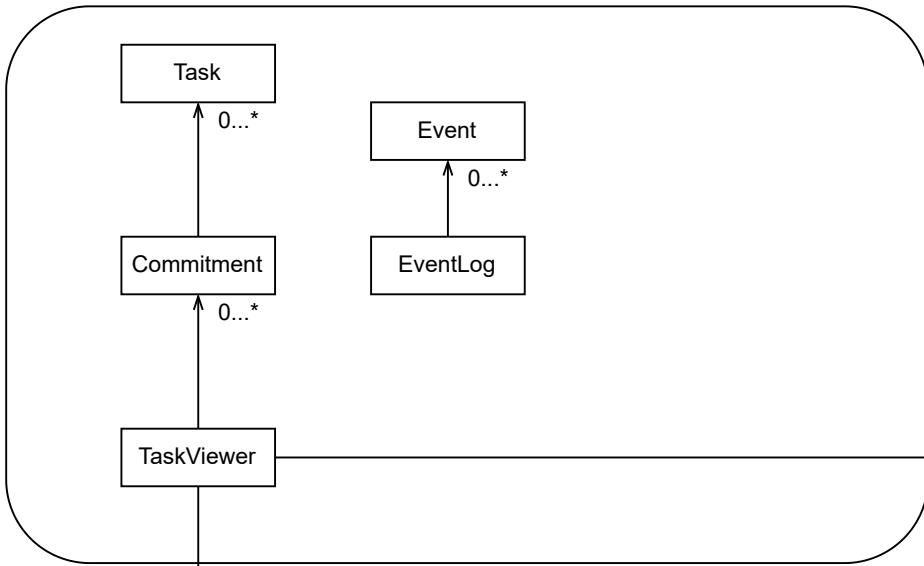 Task
0...*
Event
0...*
Commitment
EventLog
0...*
TaskViewer